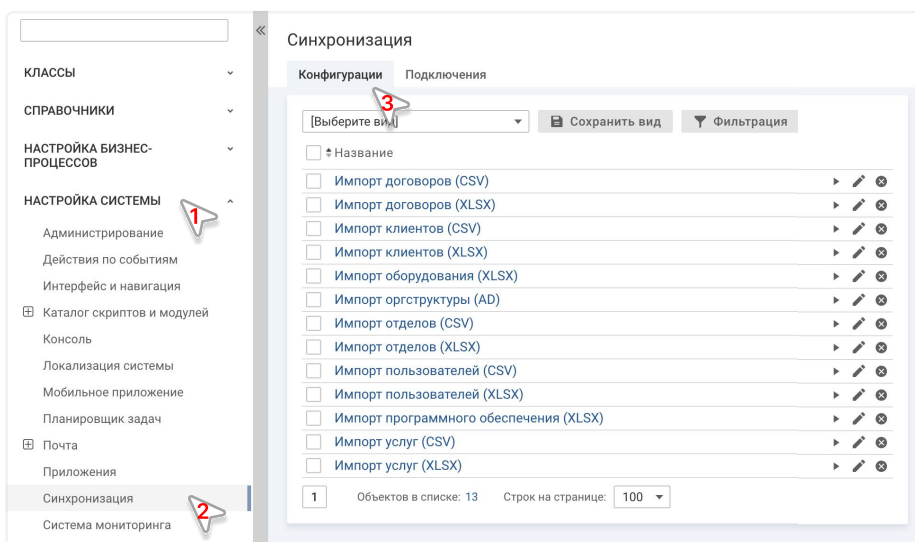 КЛАССЫ
СПРАВОЧНИКИ
НАСТРОЙКА БИЗНЕС-
ПРОЦЕССОВ
НАСТРОЙКА СИСТЕМЫ
1
Администрирование
Действия по событиям
Интерфейс и навигация
Каталог скриптов и модулей
Консоль
Локализация системы
Мобильное приложение
Планировщик задач
Почта
Приложения
Синхронизация
2
Система мониторинга
Синхронизация
Конфигурации Подключения
3
[Выберите вид] Сохранить вид Фильтрация
Название
Импорт договоров (CSV)
Импорт договоров (XLSX)
Импорт клиентов (CSV)
Импорт клиентов (XLSX)
Импорт оборудования (XLSX)
Импорт оргструктуры (AD)
Импорт отделов (CSV)
Импорт отделов (XLSX)
Импорт пользователей (CSV)
Импорт пользователей (XLSX)
Импорт программного обеспечения (XLSX)
Импорт услуг (CSV)
Импорт услуг (XLSX)
1 Объектов в списке: 13 Строк на странице: 100